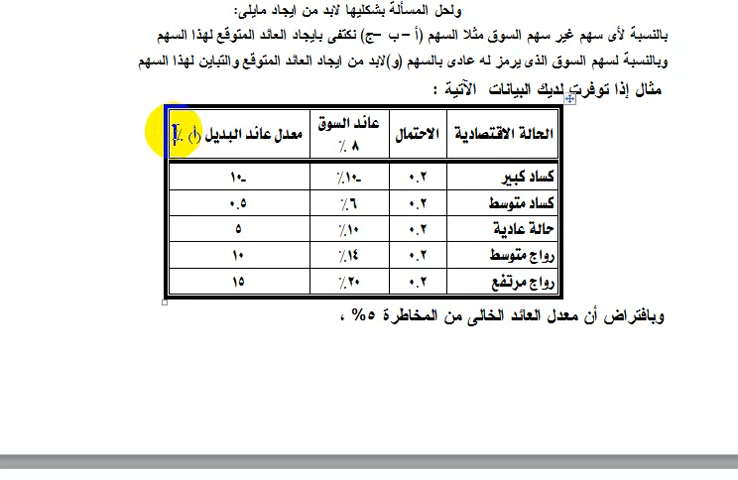 ولحل المسألة بشكليها لابد من ايجاد مايلى:
بالنسبة لأى سهم غير سهم السوق مثلا السهم (أ – ب – ج) نكتفى بايجاد العائد المتوقع لهذا السهم
وبالنسبة لسهم السوق الذى يرمز له عادى بالسهم (و) لابد من ايجاد العائد المتوقع والتباين لهذا السهم
مثال إذا توفرت لديك البيانات الآتية :
الحالة الاقتصادية الاحتمال عائد السوق ٨ ٪ معدل عائد البديل (أ) ٪
كساد كبير ٠.٢ -١٠٪ -١٠
كساد متوسط ٠.٢ ٦٪ ٠.٥
حالة عادية ٠.٢ ١٠٪ ٥
رواج متوسط ٠.٢ ١٤٪ ١٠
رواج مرتفع ٠.٢ ٢٠٪ ١٥
وبافتراض أن معدل العائد الخالى من المخاطرة ٥% ،